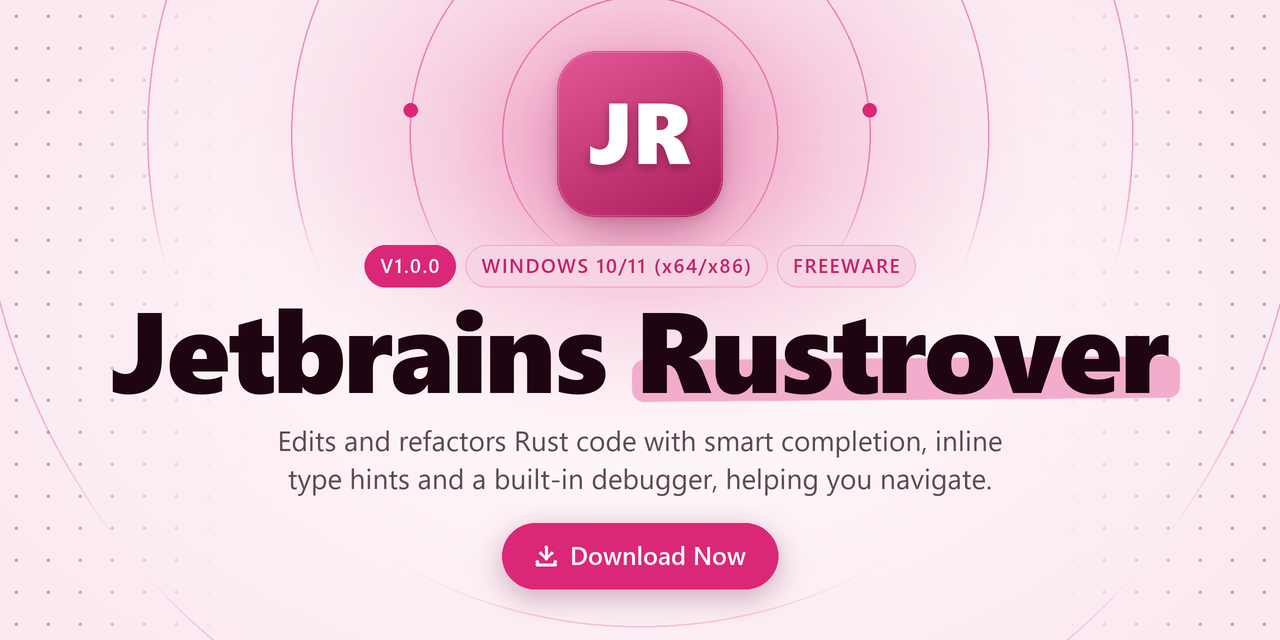 JR
V1.0.0
WINDOWS 10/11 (x64/x86)
FREEWARE
Jetbrains Rustrover
Edits and refactors Rust code with smart completion, inline
type hints and a built-in debugger, helping you navigate.
Download Now